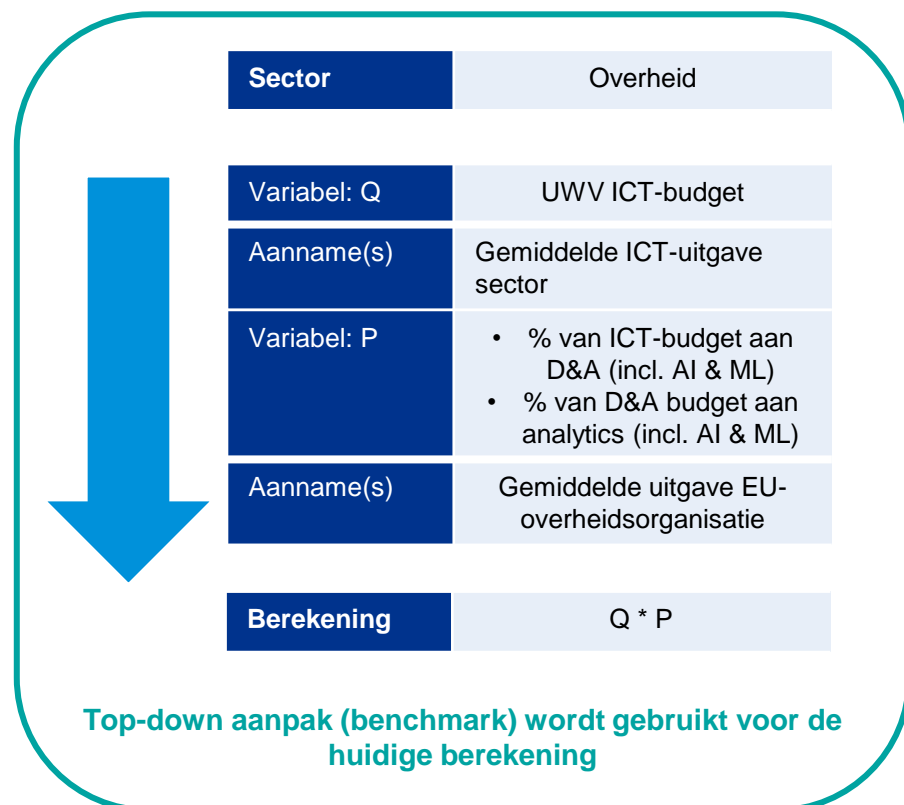 Sector
Overheid
Variabel: Q
UWV ICT-budget
Aanname(s)
Gemiddelde ICT-uitgave
sector
Variabel: P
• % van ICT-budget aan
D&A (incl. AI & ML)
• % van D&A budget aan
analytics (incl. AI & ML)
Aanname(s)
Gemiddelde uitgave EU-
overheidsorganisatie
Berekening
Q * P
Top-down aanpak (benchmark) wordt gebruikt voor de
huidige berekening